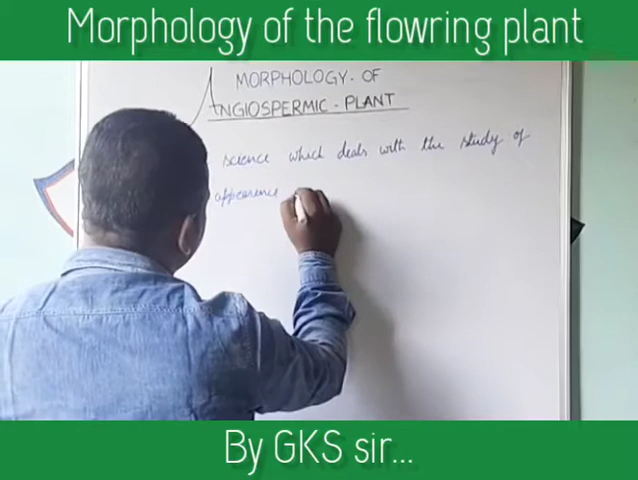 Morphology of the flowring plant
MORPHOLOGY. OF
ANGIOSPERMIC - PLANT
science which deals with the study of
appearence
By GKS sir...